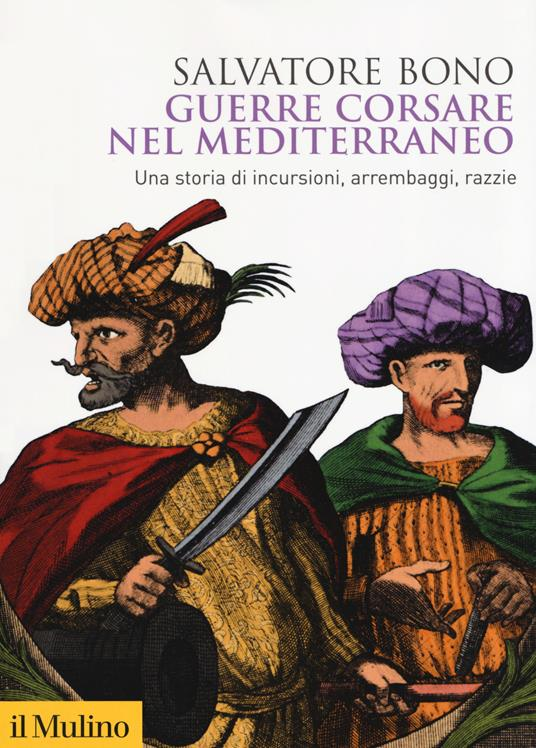 SALVATORE BONO
GUERRE CORSARE
NEL MEDITERRANEO
Una storia di incursioni, arrembaggi, razzie
il Mulino